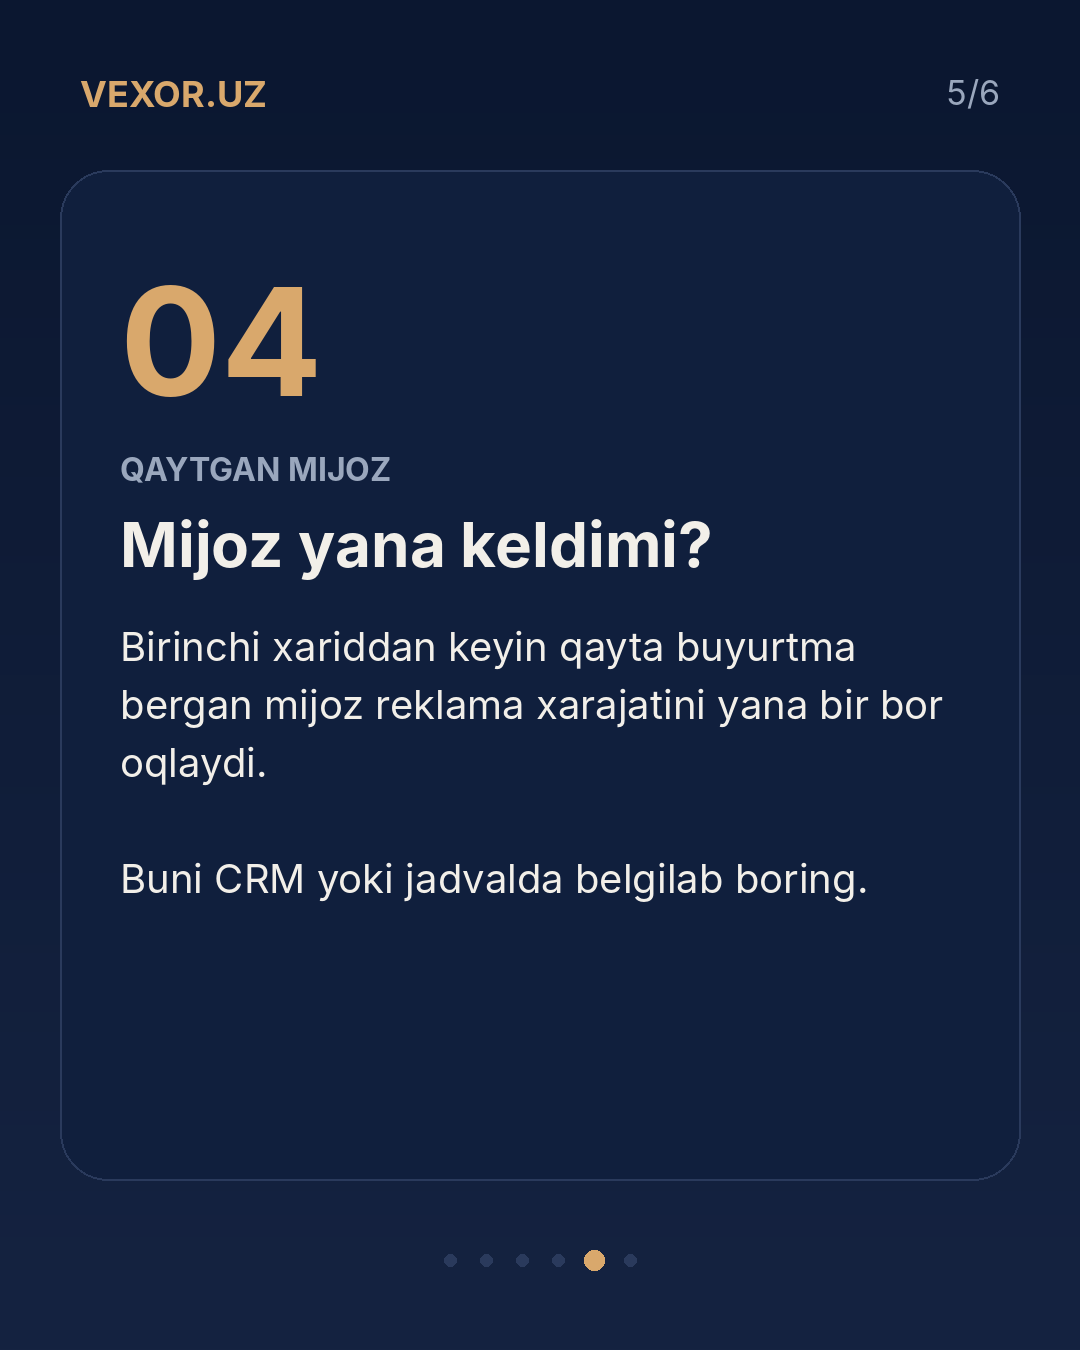 VEXOR.UZ
5/6
04
QAYTGAN MIJOZ
Mijoz yana keldimi?
Birinchi xariddan keyin qayta buyurtma
bergan mijoz reklama xarajatini yana bir bor
oqlaydi.
Buni CRM yoki jadvalda belgilab boring.